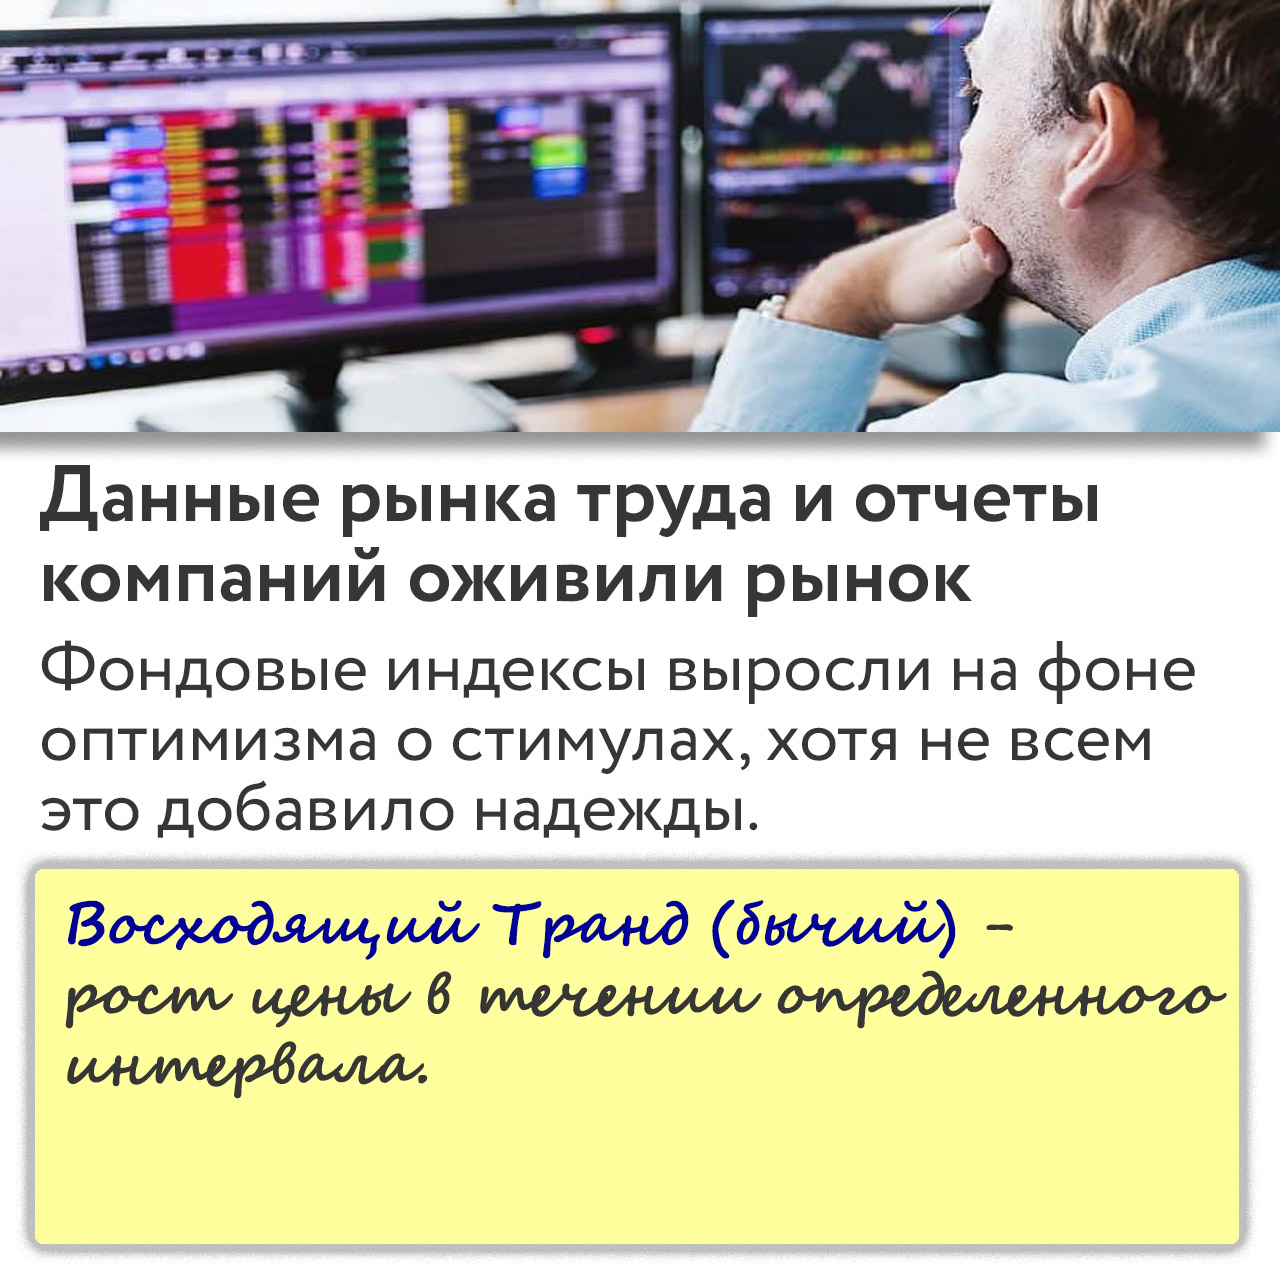 Данные рынка труда и отчеты
компаний оживили рынок
Фондовые индексы выросли на фоне
оптимизма о стимулах, хотя не всем
это добавило надежды.
Восходящий Транд (бычий) –
рост цены в течении определенного
интервала.